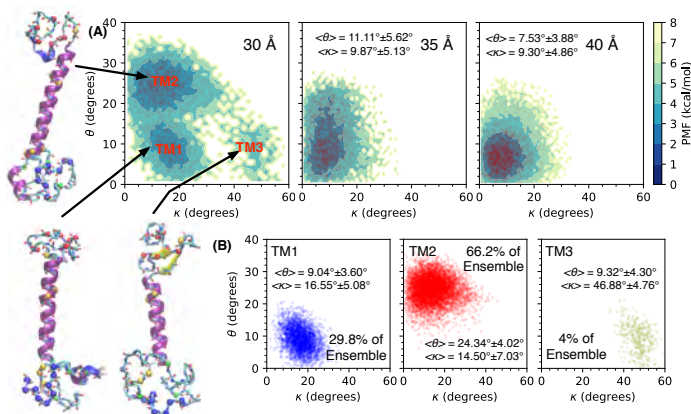 (A)
30 Å
TM2
TM1
TM3
θ (degrees)
40
30
20
10
0
0 20 40 60
κ (degrees)
<θ> = 11.11°±5.62°
<κ> = 9.87°±5.13°
35 Å
20 40 60
κ (degrees)
<θ> = 7.53°±3.88°
<κ> = 9.30°±4.86°
40 Å
20 40 60
κ (degrees)
8
7
6
5
4
3
2
1
0
PMF (kcal/mol)
(B)
TM1
<θ> = 9.04°±3.60°
<κ> = 16.55°±5.08°
29.8% of
Ensemble
θ (degrees)
40
30
20
10
0
0 20 40 60
κ (degrees)
TM2
66.2% of
Ensemble
<θ> = 24.34°±4.02°
<κ> = 14.50°±7.03°
20 40 60
κ (degrees)
TM3
<θ> = 9.32°±4.30°
<κ> = 46.88°±4.76°
4% of
Ensemble
20 40 60
κ (degrees)